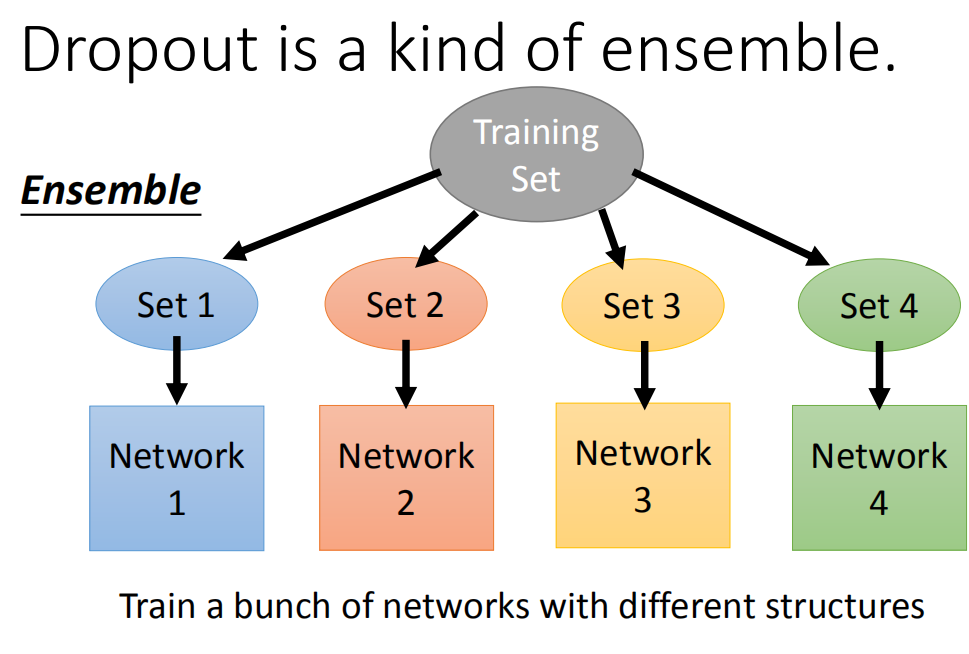 Dropout is a kind of ensemble.
Training
Set
Ensemble
Set 1
Set 2
Set 3
Set 4
Network
1
Network
2
Network
3
Network
4
Train a bunch of networks with different structures